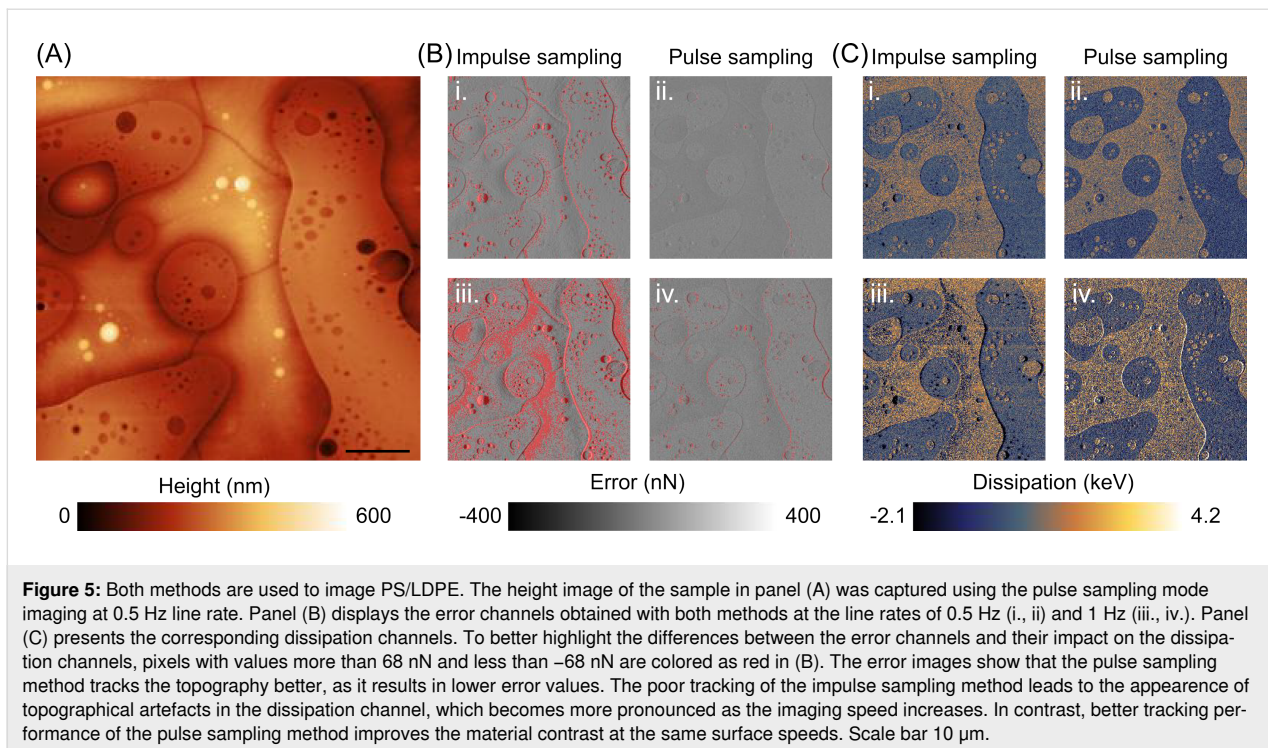 (A)
(B) Impulse sampling Pulse sampling
(C) Impulse sampling Pulse sampling
i. ii. i. ii.
iii. iv. iii. iv.
Height (nm)
0 600
Error (nN)
-400 400
Dissipation (keV)
-2.1 4.2
Figure 5: Both methods are used to image PS/LDPE. The height image of the sample in panel (A) was captured using the pulse sampling mode
imaging at 0.5 Hz line rate. Panel (B) displays the error channels obtained with both methods at the line rates of 0.5 Hz (i., ii) and 1 Hz (iii., iv.). Panel
(C) presents the corresponding dissipation channels. To better highlight the differences between the error channels and their impact on the dissipa-
tion channels, pixels with values more than 68 nN and less than −68 nN are colored as red in (B). The error images show that the pulse sampling
method tracks the topography better, as it results in lower error values. The poor tracking of the impulse sampling method leads to the appearence of
topographical artefacts in the dissipation channel, which becomes more pronounced as the imaging speed increases. In contrast, better tracking per-
formance of the pulse sampling method improves the material contrast at the same surface speeds. Scale bar 10 µm.